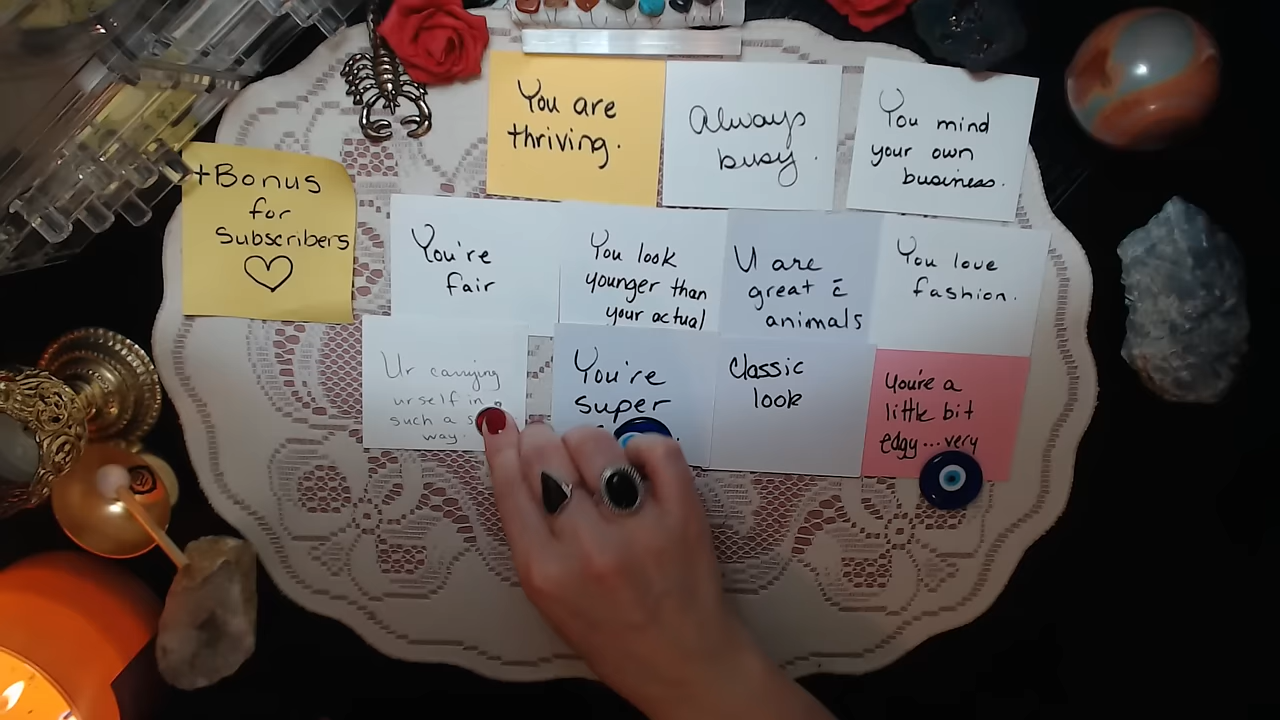 You are
thriving.
always
busy.
You mind
your own
business.
+Bonus
for
Subscribers
You're
fair
You look
younger than
your actual
U are
great c̄
animals
You love
fashion.
Ur carrying
urself in a
such a
way.
You're
super
Classic
look
You're a
little bit
edgy...very